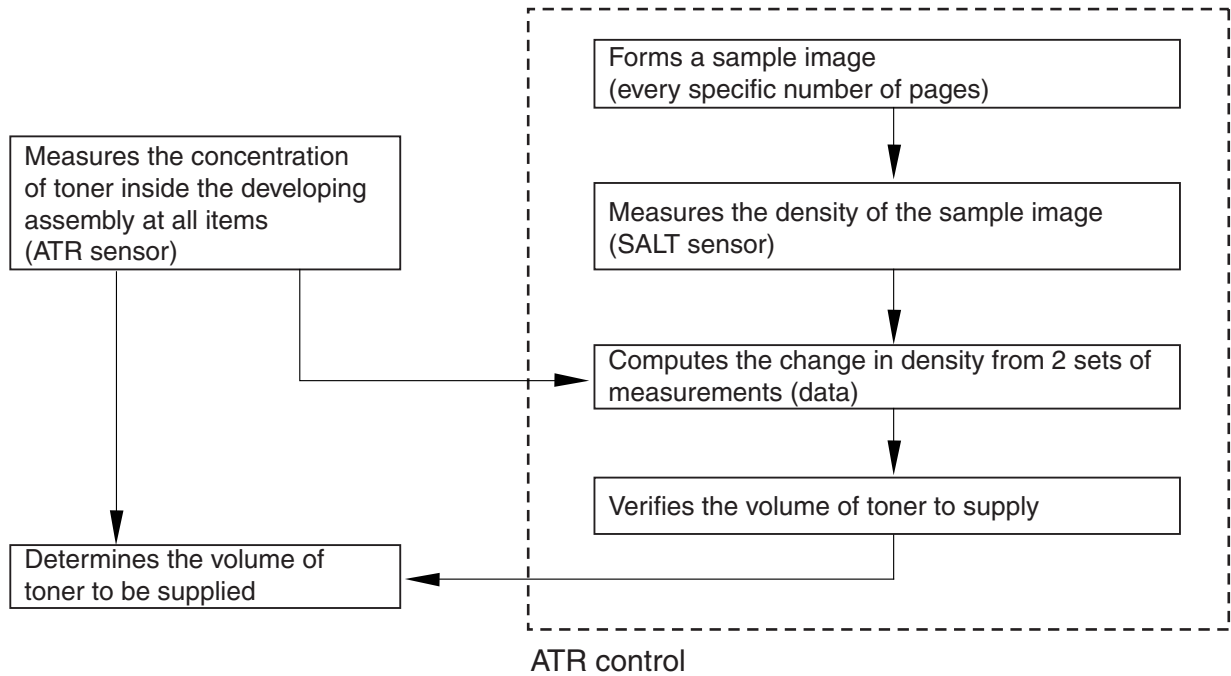 Forms a sample image
(every specific number of pages)
Measures the concentration
of toner inside the developing
assembly at all items
(ATR sensor)
Measures the density of the sample image
(SALT sensor)
Computes the change in density from 2 sets of
measurements (data)
Verifies the volume of toner to supply
Determines the volume of
toner to be supplied
ATR control